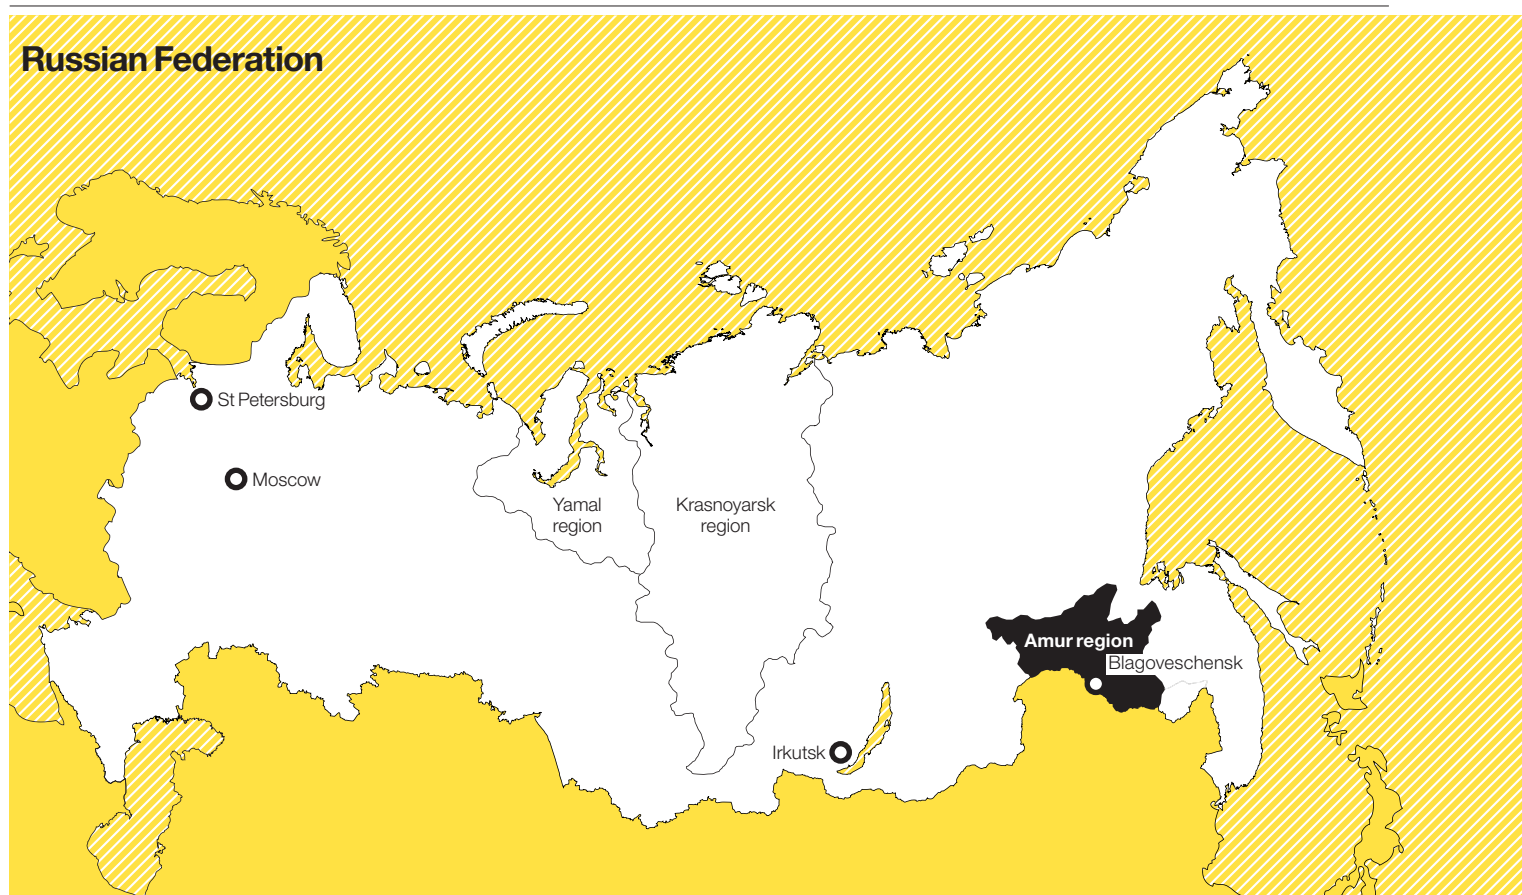 Russian Federation
St Petersburg
Moscow
Yamal
region
Krasnoyarsk
region
Amur region
Blagoveschensk
Irkutsk